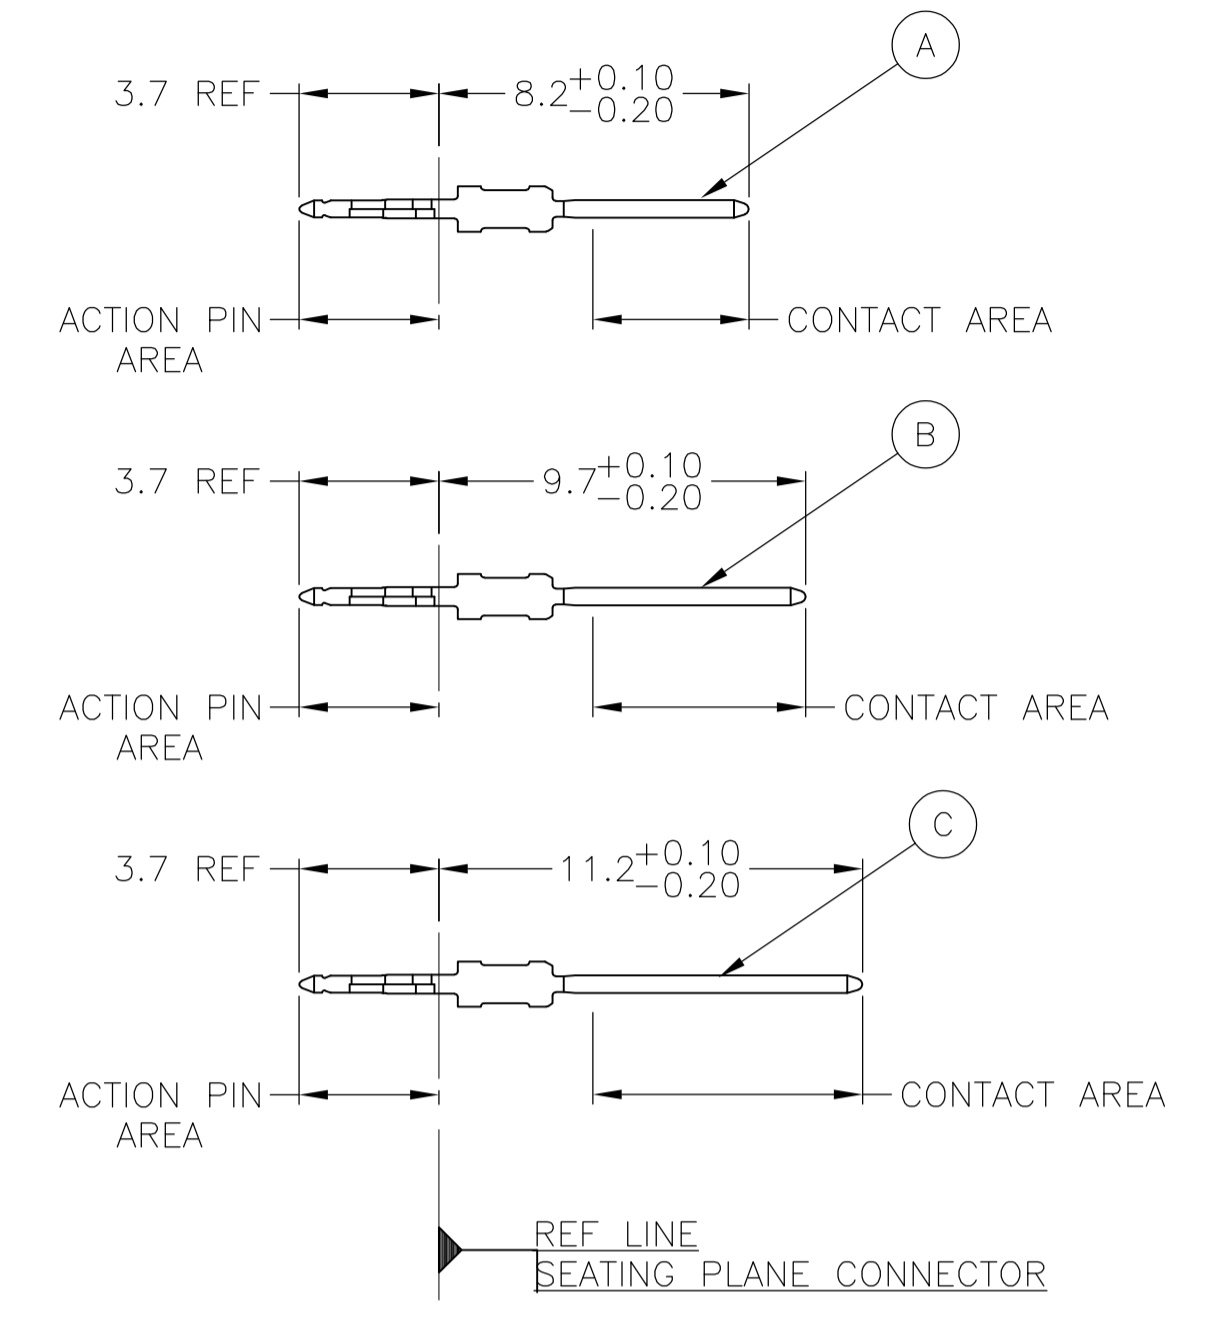 A
3.7 REF
8.2 +0.10 -0.20
ACTION PIN AREA
CONTACT AREA
B
3.7 REF
9.7 +0.10 -0.20
ACTION PIN AREA
CONTACT AREA
C
3.7 REF
11.2 +0.10 -0.20
ACTION PIN AREA
CONTACT AREA
REF LINE
SEATING PLANE CONNECTOR